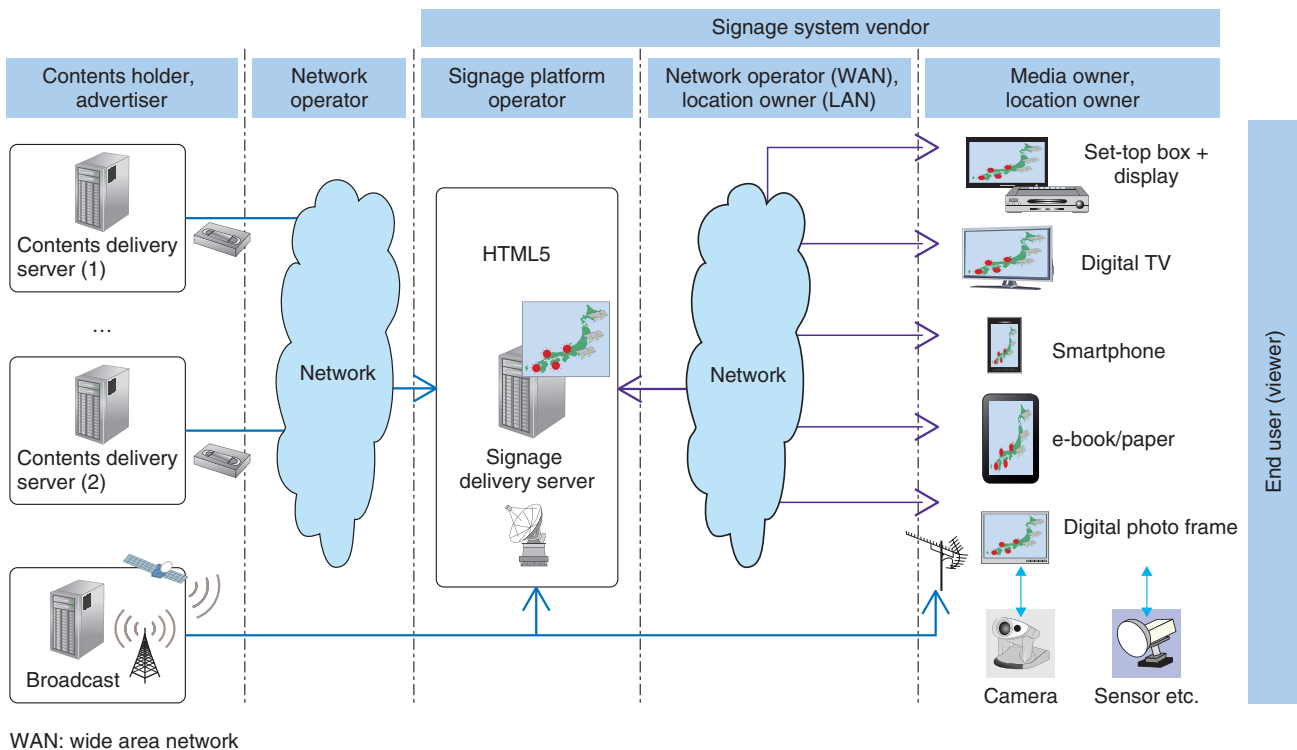 Signage system vendor
Contents holder,
advertiser
Network
operator
Signage platform
operator
Network operator (WAN),
location owner (LAN)
Media owner,
location owner
Contents delivery
server (1)
...
Contents delivery
server (2)
Broadcast
Network
HTML5
Signage
delivery server
Network
Set-top box +
display
Digital TV
Smartphone
e-book/paper
Digital photo frame
Camera
Sensor etc.
End user (viewer)
WAN: wide area network